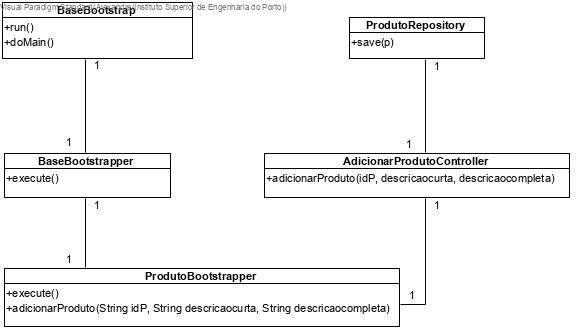 Visual Paradigm Standard(Alexandre(Instituto Superior de Engenharia do Porto))
BaseBootstrap
+run()
+doMain()
ProdutoRepository
+save(p)
1
1
1
1
BaseBootstrapper
+execute()
AdicionarProdutoController
+adicionarProduto(idP, descricaocurta, descricaocompleta)
1
1
1
1
ProdutoBootstrapper
+execute()
+adicionarProduto(String idP, String descricaocurta, String descricaocompleta)